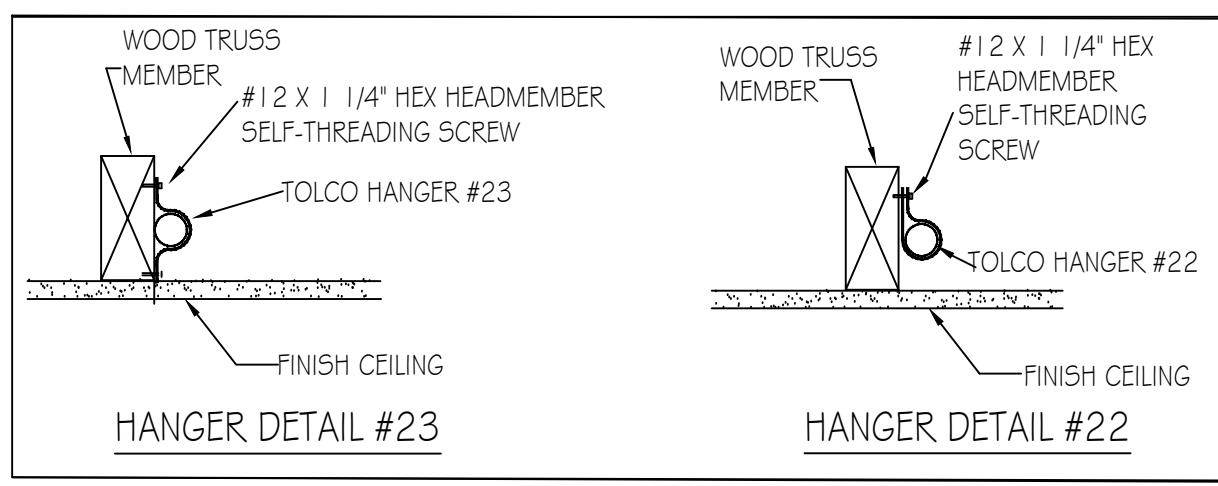 WOOD TRUSS
MEMBER
#12 X 1 1/4" HEX HEADMEMBER
SELF-THREADING SCREW
TOLCO HANGER #23
FINISH CEILING
HANGER DETAIL #23
WOOD TRUSS
MEMBER
#12 X 1 1/4" HEX
HEADMEMBER
SELF-THREADING
SCREW
TOLCO HANGER #22
FINISH CEILING
HANGER DETAIL #22